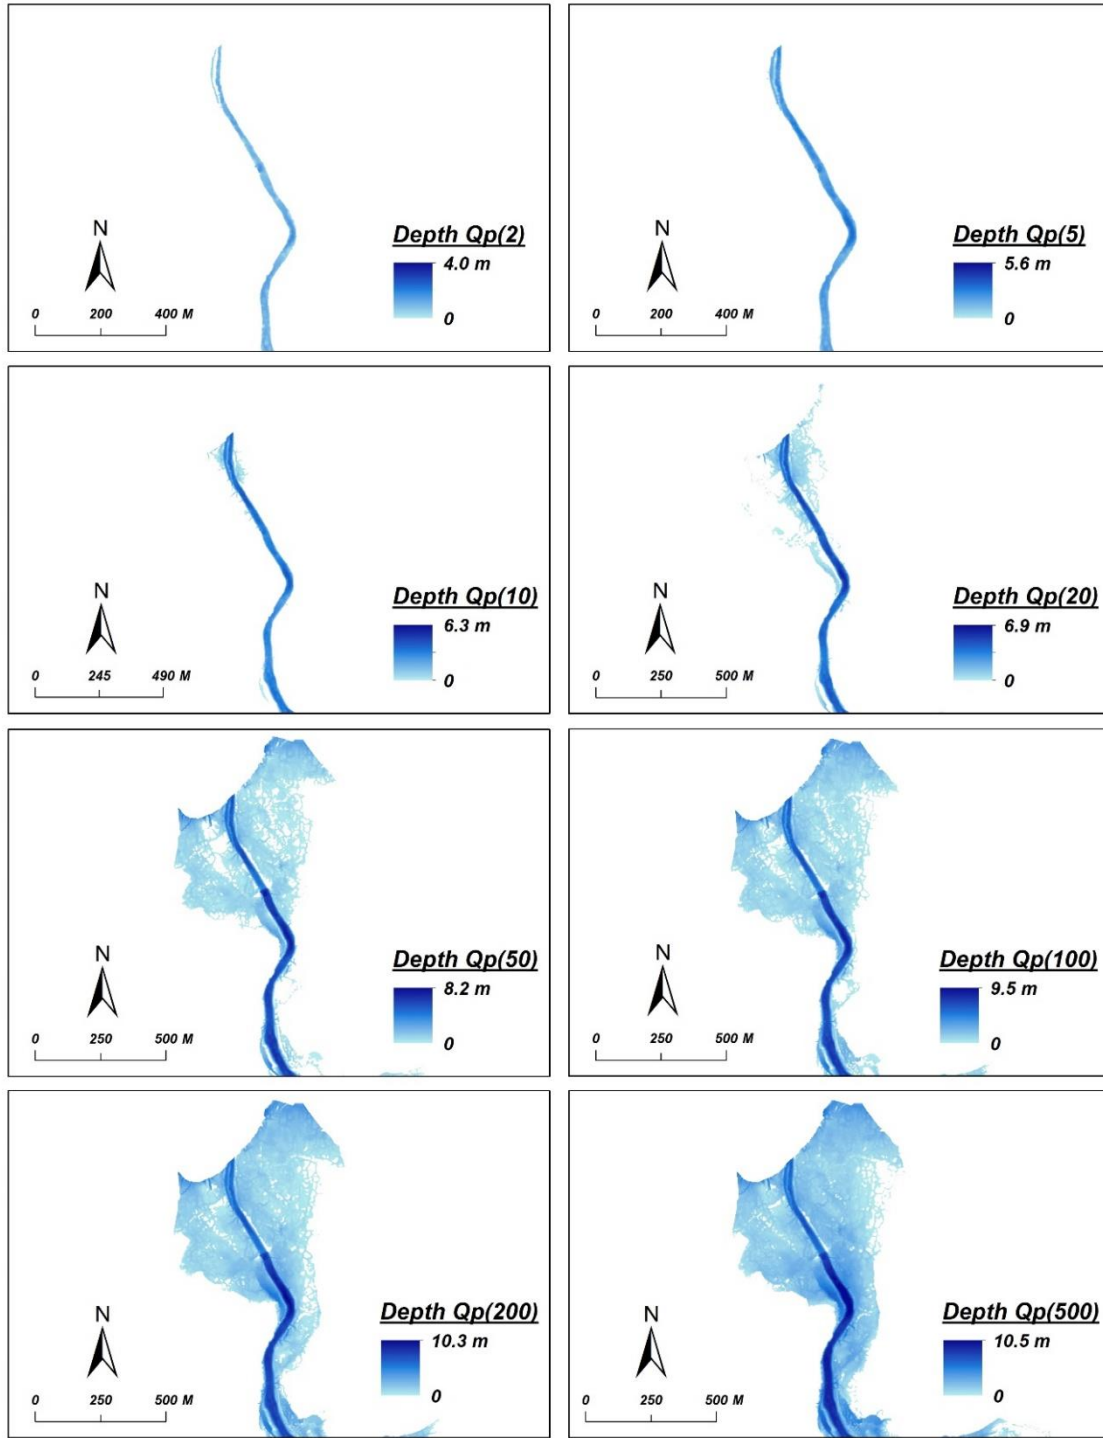 N
Depth Qp(2)
4.0 m
0
0 200 400 M
N
Depth Qp(5)
5.6 m
0
0 200 400 M
N
Depth Qp(10)
6.3 m
0
0 245 490 M
N
Depth Qp(20)
6.9 m
0
0 250 500 M
N
Depth Qp(50)
8.2 m
0
0 250 500 M
N
Depth Qp(100)
9.5 m
0
0 250 500 M
N
Depth Qp(200)
10.3 m
0
0 250 500 M
N
Depth Qp(500)
10.5 m
0
0 250 500 M